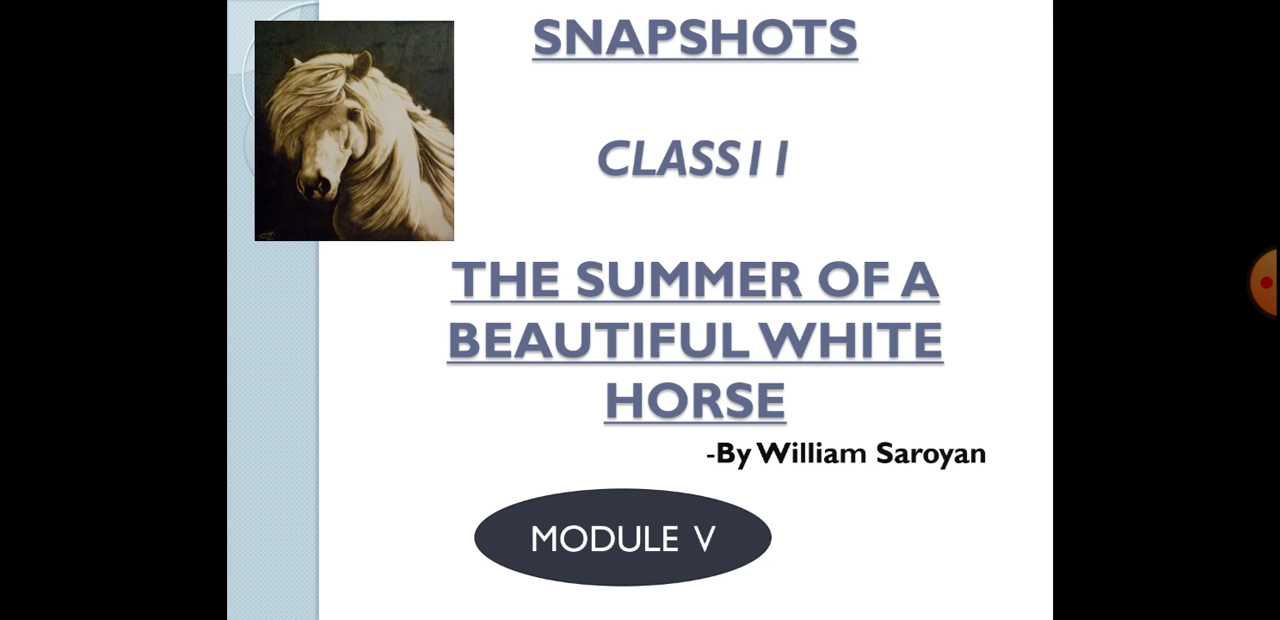 SNAPSHOTS
CLASS11
THE SUMMER OF A
BEAUTIFUL WHITE
HORSE
-By William Saroyan
MODULE V